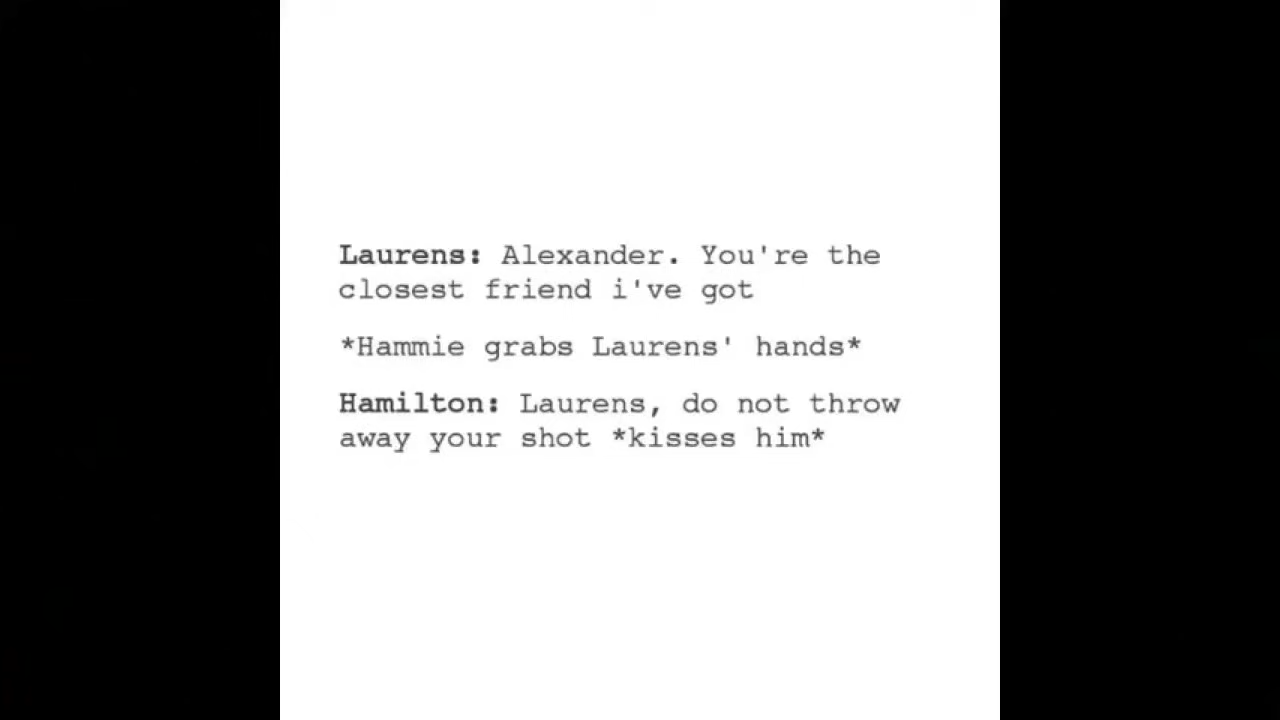 Laurens: Alexander. You're the
closest friend i've got
*Hammie grabs Laurens' hands*
Hamilton: Laurens, do not throw
away your shot *kisses him*